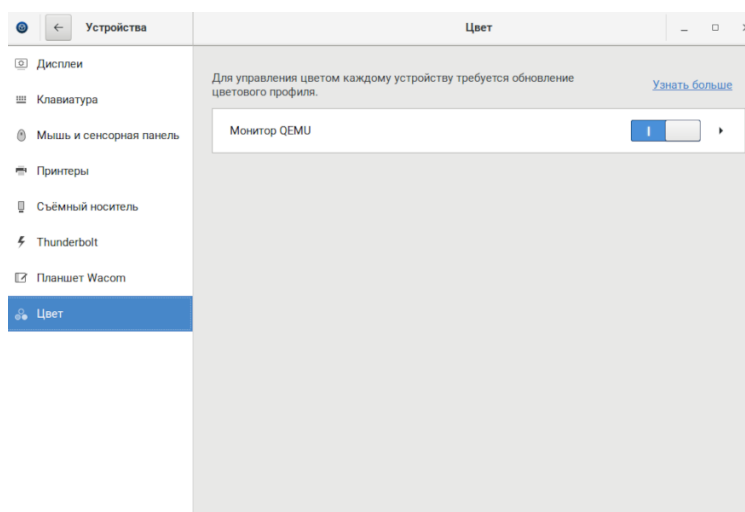 Устройства
Цвет
Дисплеи
Клавиатура
Мышь и сенсорная панель
Принтеры
Съёмный носитель
Thunderbolt
Планшет Wacom
Цвет
Для управления цветом каждому устройству требуется обновление
цветового профиля.
Узнать больше
Монитор QEMU